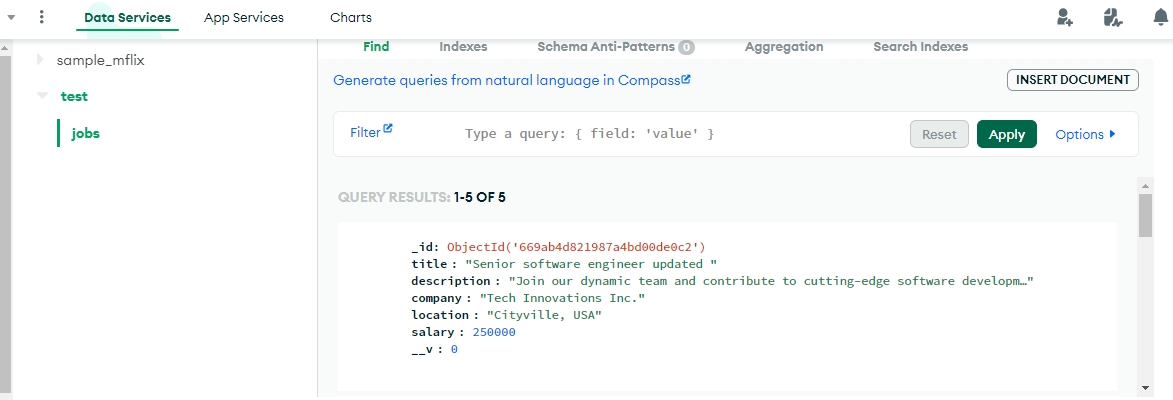 Data Services App Services Charts
sample_mflix
test
jobs
Find Indexes Schema Anti-Patterns 0 Aggregation Search Indexes
Generate queries from natural language in Compass
INSERT DOCUMENT
Filter Type a query: { field: 'value' } Reset Apply Options
QUERY RESULTS: 1-5 OF 5
_id: ObjectId('669ab4d821987a4bd00de0c2')
title : "Senior software engineer updated "
description : "Join our dynamic team and contribute to cutting-edge software developm…"
company : "Tech Innovations Inc."
location : "Cityville, USA"
salary : 250000
__v : 0